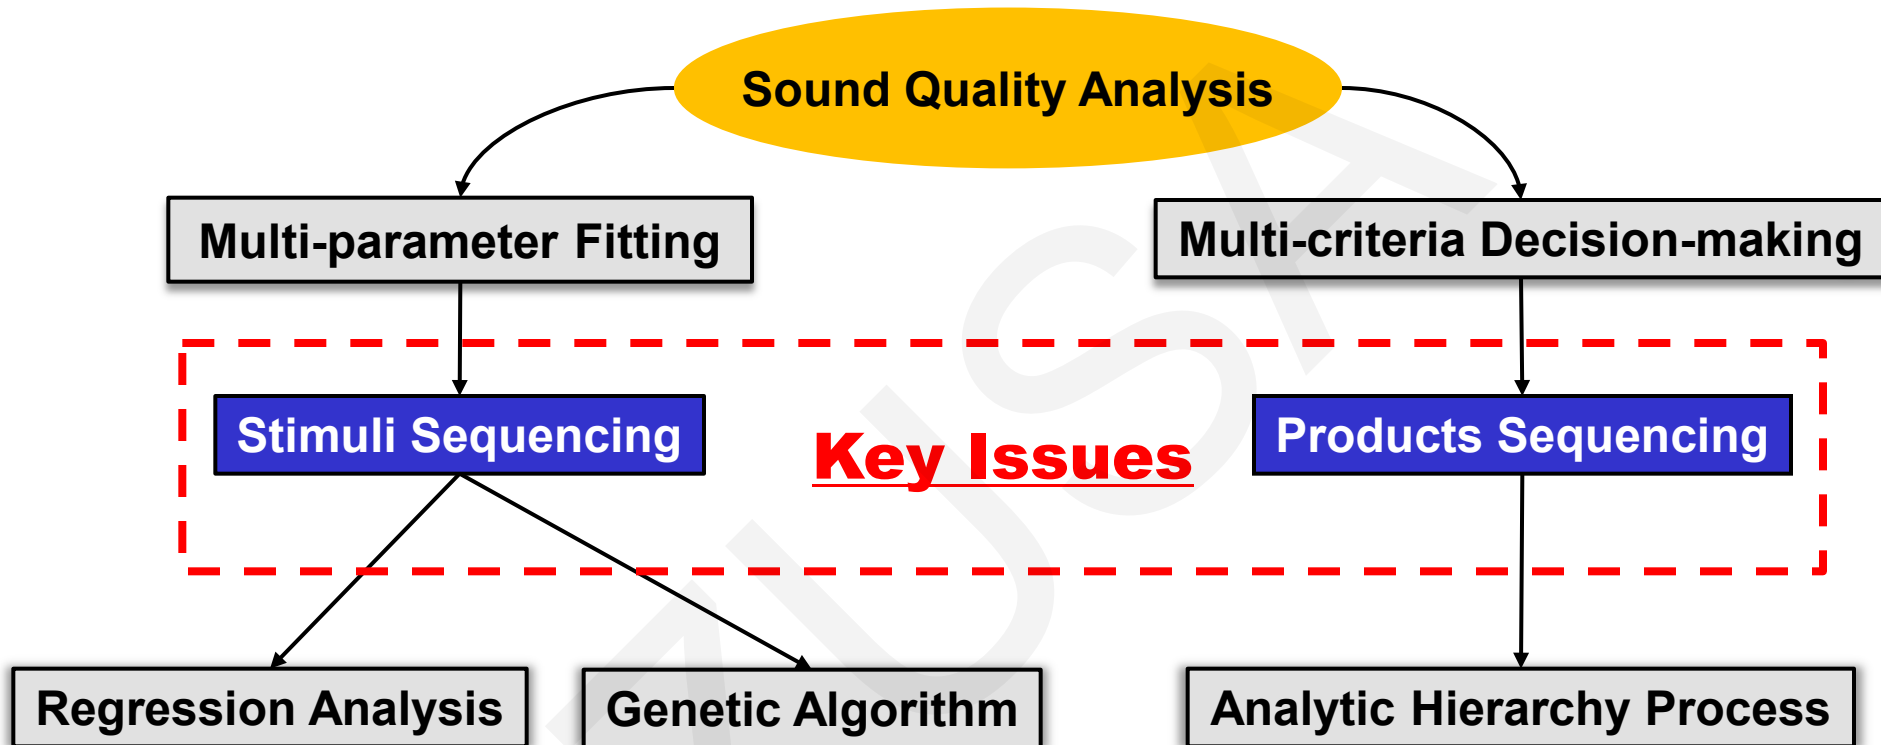 Sound Quality Analysis
Multi-parameter Fitting
Multi-criteria Decision-making
Stimuli Sequencing
Key Issues
Products Sequencing
Regression Analysis
Genetic Algorithm
Analytic Hierarchy Process
ZUSA